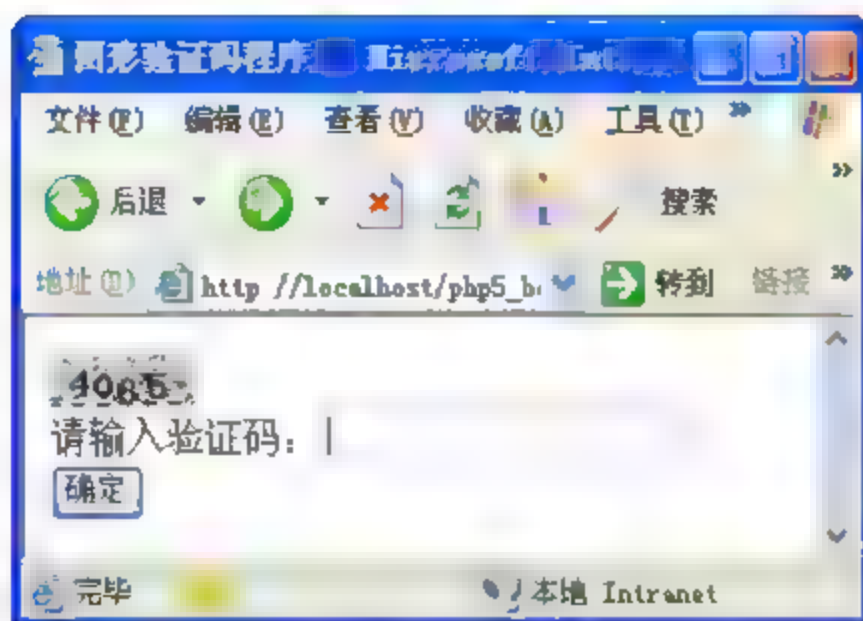 图形验证码程序
文件(F) 编辑(E) 查看(V) 收藏(A) 工具(T) »
后退 搜索 »
地址(D) http //localhost/php5_b 转到 链接 »
4065
请输入验证码：
确定
完毕 本地 Intranet